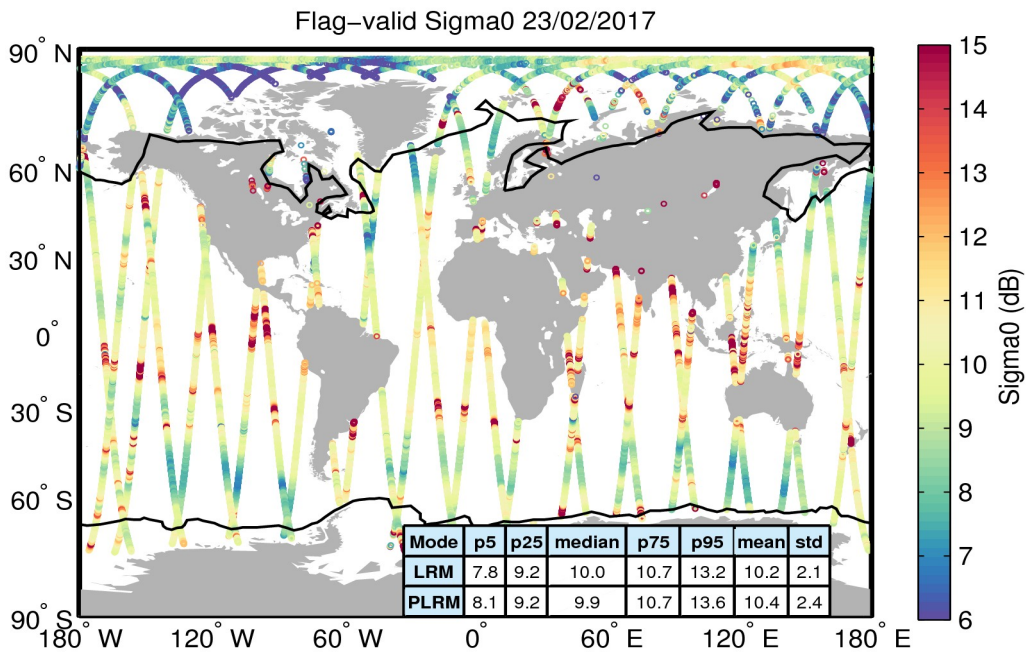 Flag−valid Sigma0 23/02/2017
90° N
60° N
30° N
0°
30° S
60° S
90° S
180° W
120° W
60° W
0°
60° E
120° E
180° E
Mode p5 p25 median p75 p95 mean std
LRM 7.8 9.2 10.0 10.7 13.2 10.2 2.1
PLRM 8.1 9.2 9.9 10.7 13.6 10.4 2.4
15
14
13
12
11
10
9
8
7
6
Sigma0 (dB)